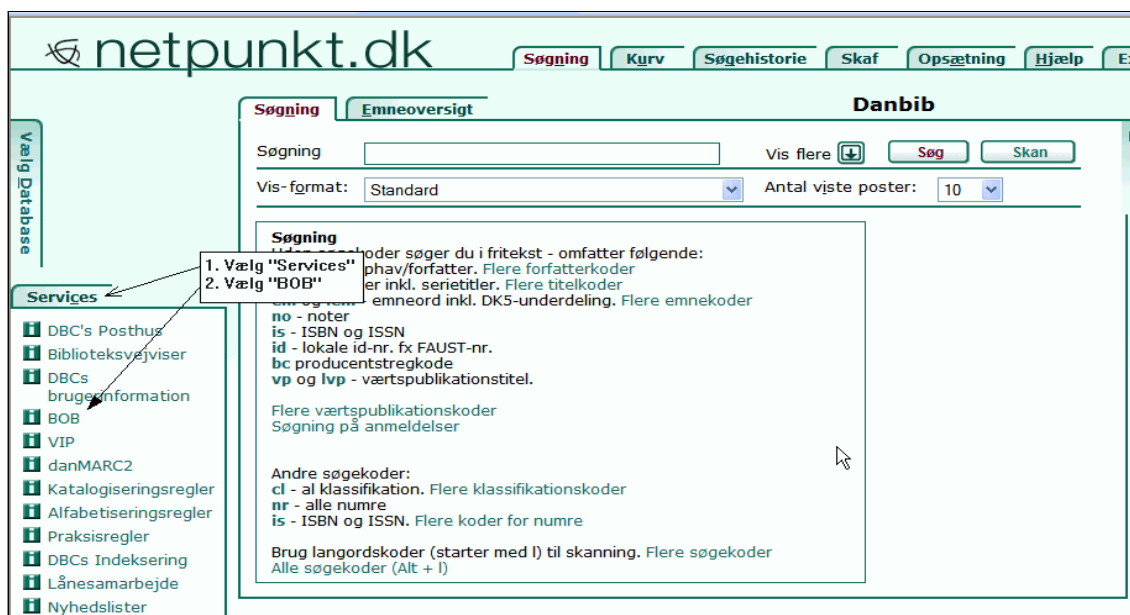 netpunkt.dk
Søgning Kurv Søgehistorie Skaf Opsætning Hjælp
Søgning Emneoversigt Danbib
Vælg Database
Søgning Vis flere Søg Skan
Vis-format: Standard Antal viste poster: 10
Søgning
søger du i fritekst - omfatter følgende:
1. Vælg "Services"
2. Vælg "BOB"
phav/forfatter. Flere forfatterkoder
er inkl. serietitler. Flere titelkoder
- emneord inkl. DK5-underdeling. Flere emnekoder
no - noter
is - ISBN og ISSN
id - lokale id-nr. fx FAUST-nr.
bc producentstregkode
vp og lvp - værtspublikationstitel.
Flere værtspublikationskoder
Søgning på anmeldelser
Andre søgekoder:
cl - al klassifikation. Flere klassifikationskoder
nr - alle numre
is - ISBN og ISSN. Flere koder for numre
Brug langordskoder (starter med l) til skanning. Flere søgekoder
Alle søgekoder (Alt + l)
Services
DBC's Posthus
Biblioteksvejviser
DBCs
brugerinformation
BOB
VIP
danMARC2
Katalogiseringsregler
Alfabetiseringsregler
Praksisregler
DBCs Indeksering
Lånesamarbejde
Nyhedslister